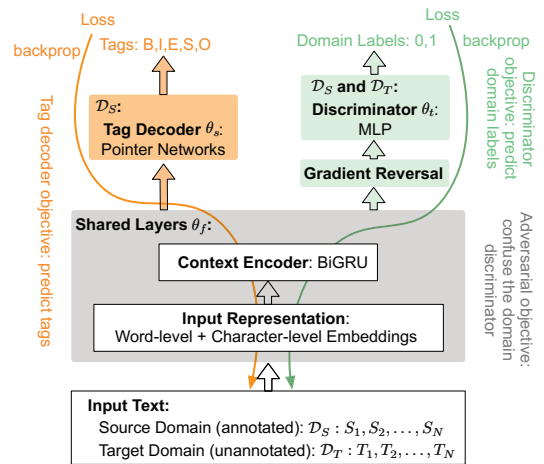 Loss
Loss
backprop
Tags: B,I,E,S,O
Domain Labels: 0,1
backprop
Tag decoder objective: predict tags
𝒟_S:
Tag Decoder θ_s:
Pointer Networks
𝒟_S and 𝒟_T:
Discriminator θ_t:
MLP
Gradient Reversal
Discriminator
objective: predict
domain labels
Shared Layers θ_f:
Context Encoder: BiGRU
Input Representation:
Word-level + Character-level Embeddings
Adversarial objective:
confuse the domain
discriminator
Input Text:
Source Domain (annotated): 𝒟_S : S_1, S_2, . . . , S_N
Target Domain (unannotated): 𝒟_T : T_1, T_2, . . . , T_N